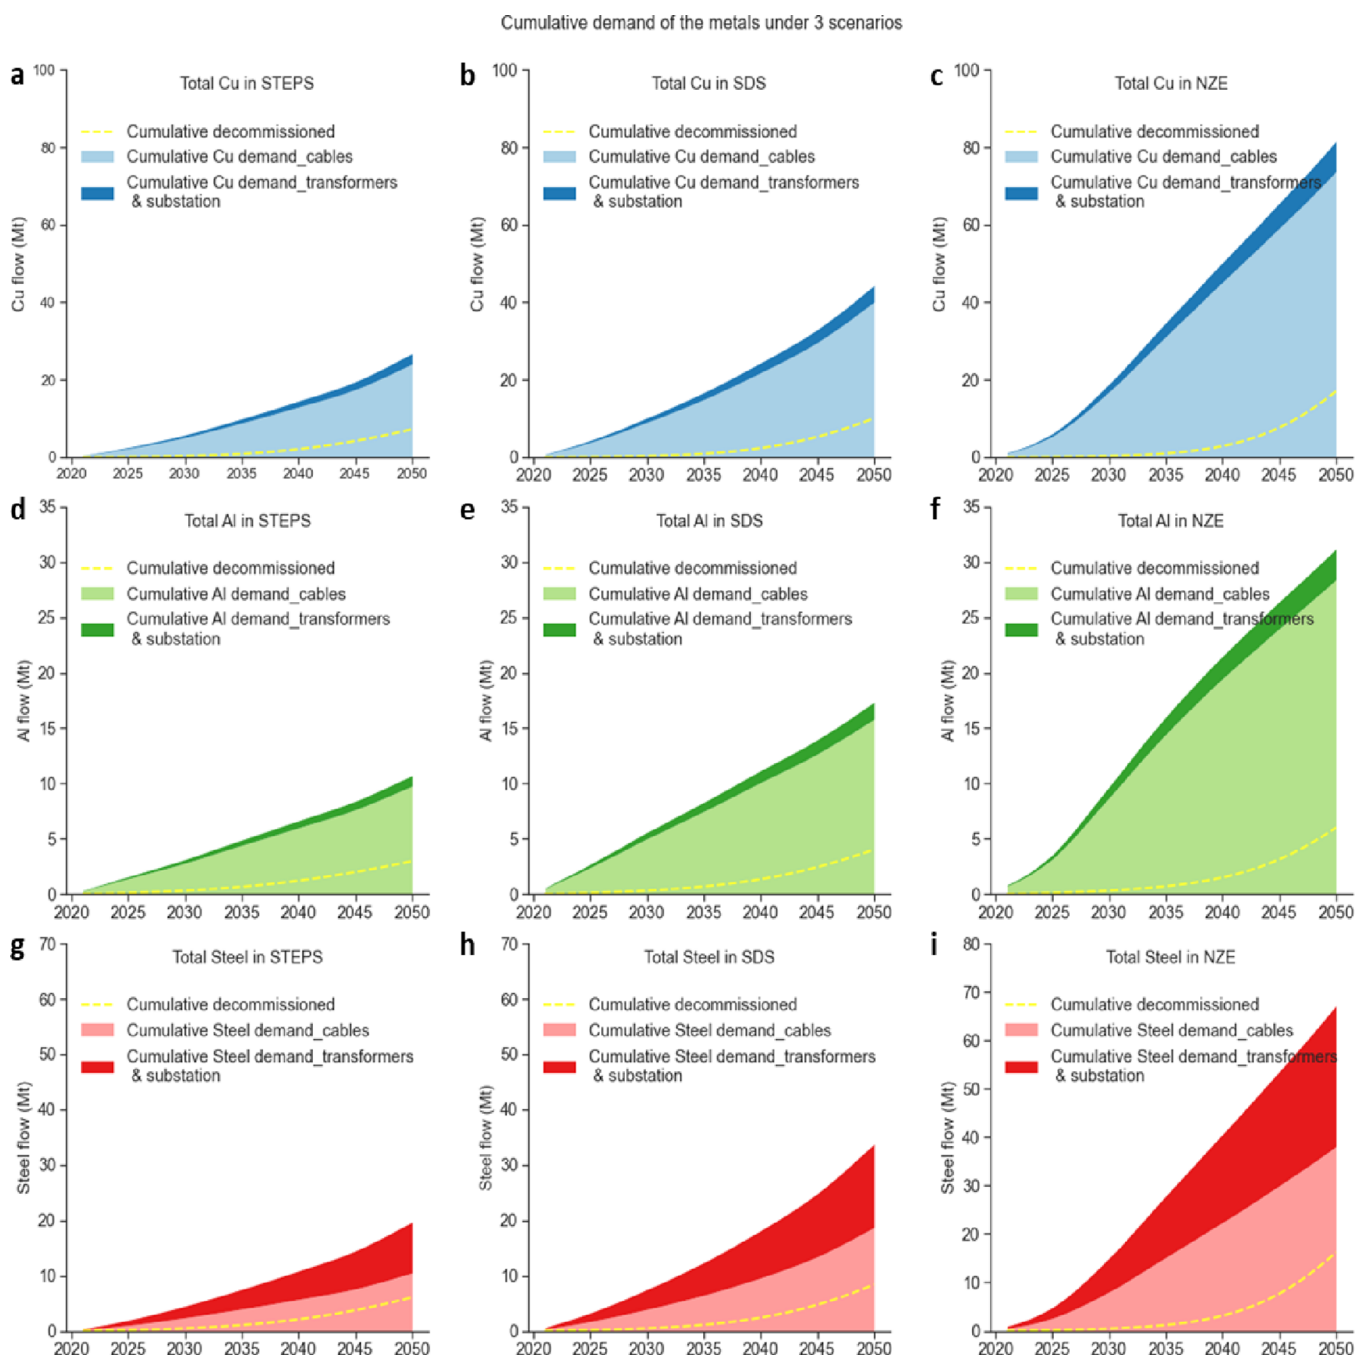 Cumulative demand of the metals under 3 scenarios
a
Total Cu in STEPS
Cumulative decommissioned
Cumulative Cu demand_cables
Cumulative Cu demand_transformers
& substation
Cu flow (Mt)
100
80
60
40
20
0
2020 2025 2030 2035 2040 2045 2050
b
Total Cu in SDS
Cumulative decommissioned
Cumulative Cu demand_cables
Cumulative Cu demand_transformers
& substation
Cu flow (Mt)
100
80
60
40
20
0
2020 2025 2030 2035 2040 2045 2050
c
Total Cu in NZE
Cumulative decommissioned
Cumulative Cu demand_cables
Cumulative Cu demand_transformers
& substation
Cu flow (Mt)
100
80
60
40
20
0
2020 2025 2030 2035 2040 2045 2050
d
Total Al in STEPS
Cumulative decommissioned
Cumulative Al demand_cables
Cumulative Al demand_transformers
& substation
Al flow (Mt)
35
30
25
20
15
10
5
0
2020 2025 2030 2035 2040 2045 2050
e
Total Al in SDS
Cumulative decommissioned
Cumulative Al demand_cables
Cumulative Al demand_transformers
& substation
Al flow (Mt)
35
30
25
20
15
10
5
0
2020 2025 2030 2035 2040 2045 2050
f
Total Al in NZE
Cumulative decommissioned
Cumulative Al demand_cables
Cumulative Al demand_transformers
& substation
Al flow (Mt)
35
30
25
20
15
10
5
0
2020 2025 2030 2035 2040 2045 2050
g
Total Steel in STEPS
Cumulative decommissioned
Cumulative Steel demand_cables
Cumulative Steel demand_transformers
& substation
Steel flow (Mt)
70
60
50
40
30
20
10
0
2020 2025 2030 2035 2040 2045 2050
h
Total Steel in SDS
Cumulative decommissioned
Cumulative Steel demand_cables
Cumulative Steel demand_transformers
& substation
Steel flow (Mt)
70
60
50
40
30
20
10
0
2020 2025 2030 2035 2040 2045 2050
i
Total Steel in NZE
Cumulative decommissioned
Cumulative Steel demand_cables
Cumulative Steel demand_transformers
& substation
Steel flow (Mt)
80
70
60
50
40
30
20
10
0
2020 2025 2030 2035 2040 2045 2050